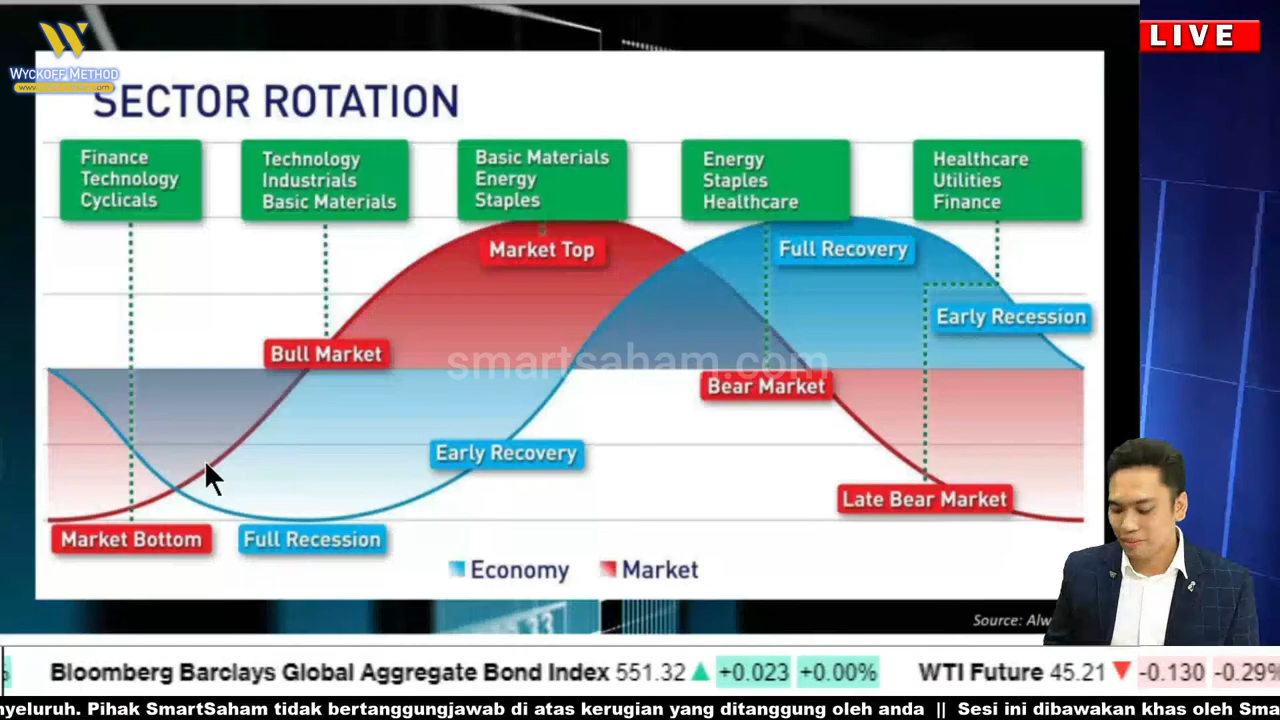 WYCKOFF METHOD
LIVE
SECTOR ROTATION
Finance
Technology
Cyclicals
Technology
Industrials
Basic Materials
Basic Materials
Energy
Staples
Energy
Staples
Healthcare
Healthcare
Utilities
Finance
Market Top
Full Recovery
Early Recession
Bull Market
smartsaham.com
Bear Market
Early Recovery
Late Bear Market
Market Bottom
Full Recession
Economy
Market
Source:
Bloomberg Barclays Global Aggregate Bond Index 551.32 ▲ +0.023 +0.00% WTI Future 45.21 ▼ -0.130 -0.29%
nyeluruh. Pihak SmartSaham tidak bertanggungjawab di atas kerugian yang ditanggung oleh anda || Sesi ini dibawakan khas oleh Sma